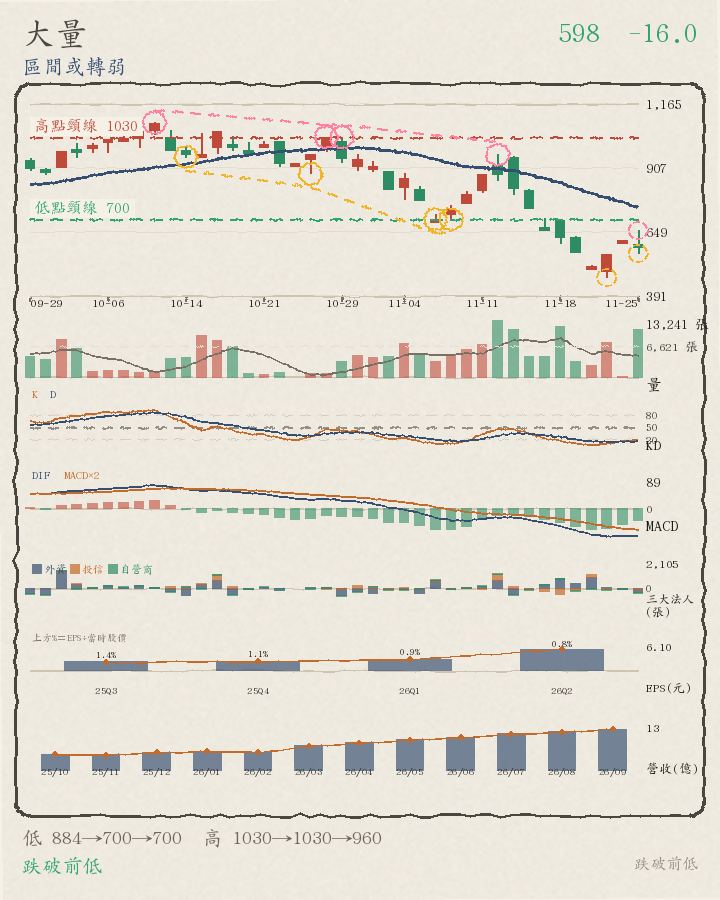 大量
598 -16.0
區間或轉弱
1,165
高點頸線 1030
907
低點頸線 700
649
391
09-29 10-06 10-14 10-21 10-29 11-04 11-11 11-18 11-25
13,241 張
6,621 張
量
K D
80
50
20
KD
DIF MACD×2
89
0
MACD
外資 投信 自營商
2,105
0
三大法人
(張)
上方%=EPS÷當時股價
1.4% 1.1% 0.9% 0.8%
6.10
25Q3 25Q4 26Q1 26Q2
EPS(元)
13
25/10 25/11 25/12 26/01 26/02 26/03 26/04 26/05 26/06 26/07 26/08 26/09
營收(億)
低 884→700→700 高 1030→1030→960
跌破前低
跌破前低